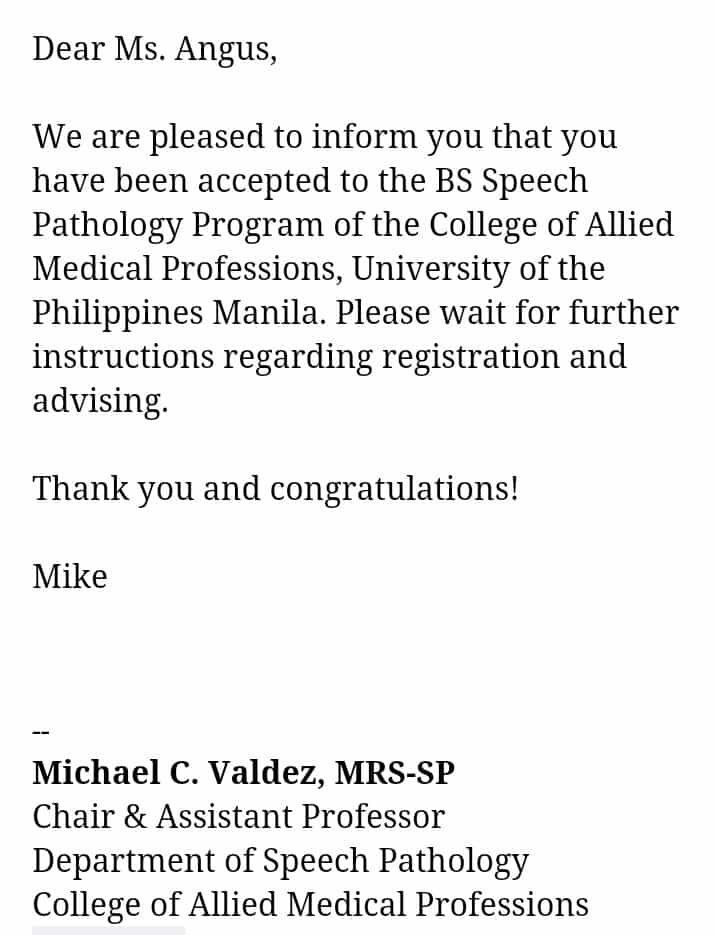 Dear Ms. Angus,
We are pleased to inform you that you
have been accepted to the BS Speech
Pathology Program of the College of Allied
Medical Professions, University of the
Philippines Manila. Please wait for further
instructions regarding registration and
advising.
Thank you and congratulations!
Mike
--
Michael C. Valdez, MRS-SP
Chair & Assistant Professor
Department of Speech Pathology
College of Allied Medical Professions